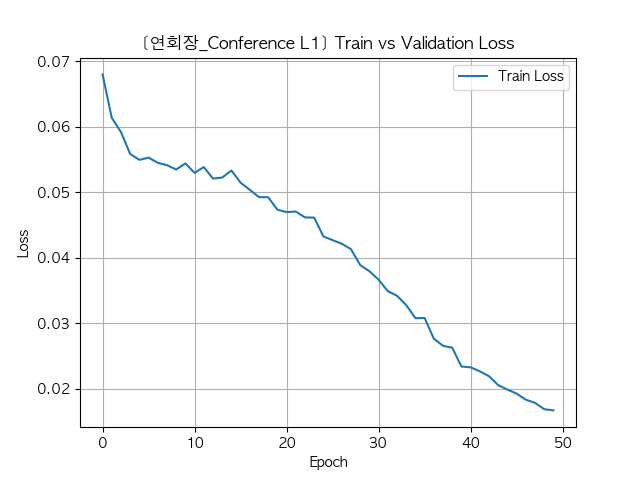 [연회장_Conference L1] Train vs Validation Loss
Train Loss
0.07
0.06
0.05
0.04
0.03
0.02
Loss
0 10 20 30 40 50
Epoch